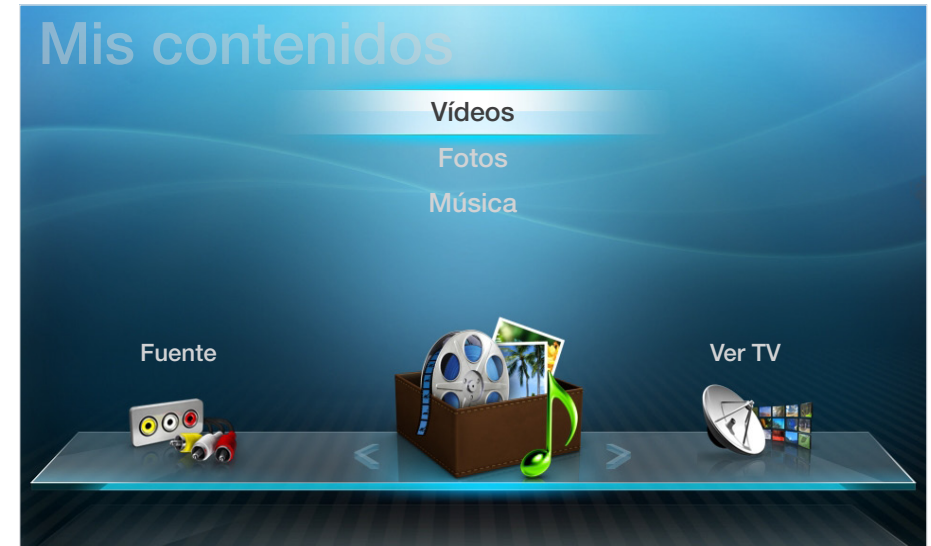 Mis contenidos
Vídeos
Fotos
Música
Fuente
Ver TV